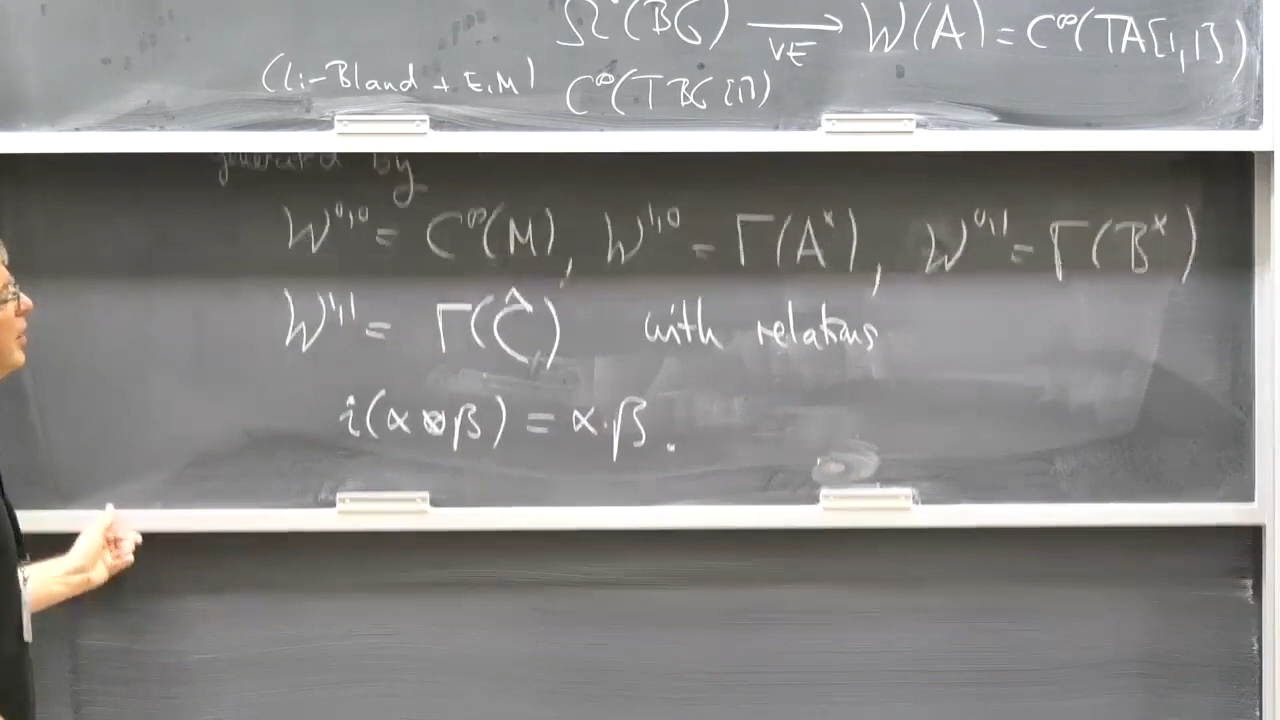 Ω•(BG) ⟶ W(A) = C^∞(TA[1,1])
VE
(Li-Bland + E.M) C^∞(TBG[1])
generated by
W^{0,0} = C^∞(M), W^{1,0} = Γ(A^*), W^{0,1} = Γ(B^*)
W^{1,1} = Γ(Ĉ) with relations
i(α⊗β) = α·β.